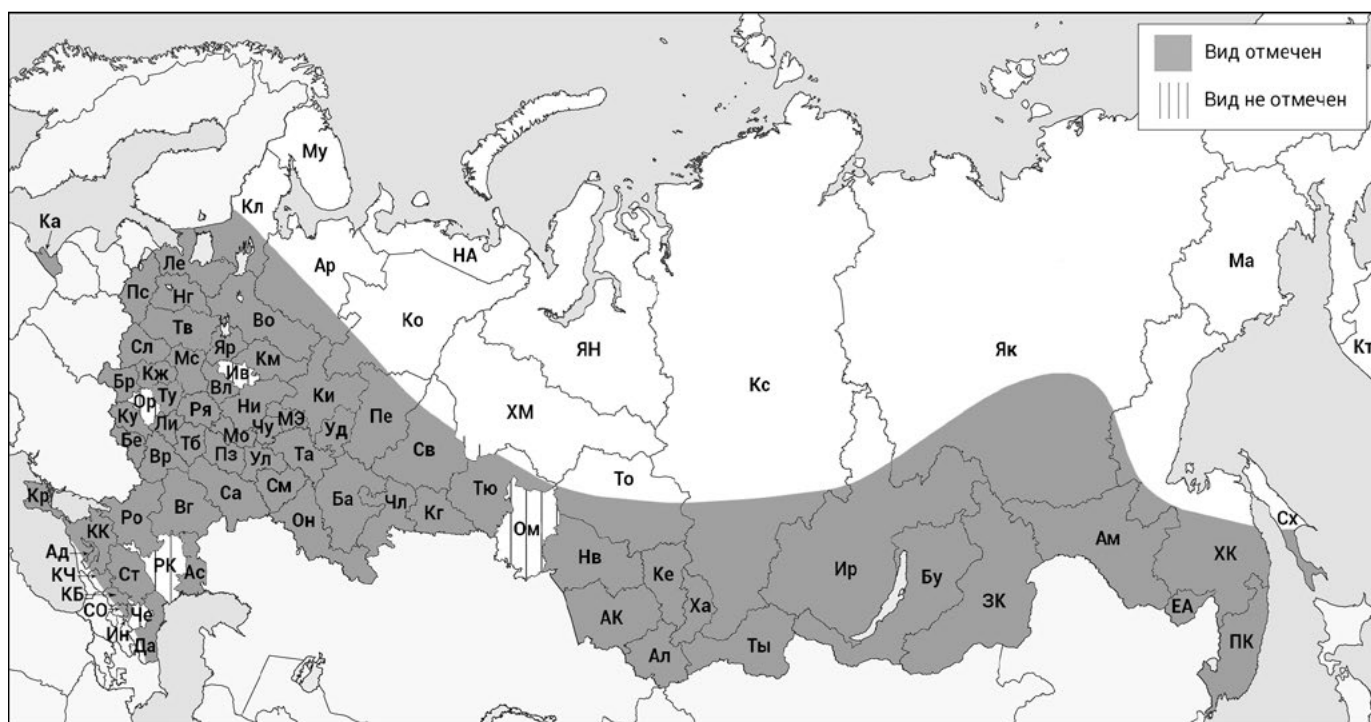 Вид отмечен
Вид не отмечен
Му
Ка
Кл
Ар
НА
Ма
Ле
Пс
Нг
Во
Ко
ЯН
Як
Кт
Тв
Сл
Мс
Яр
Км
Кс
Бр
Кж
Ив
Вл
Ор
Ту
Ря
Ни
Ки
Пе
ХМ
Ку
Ли
Мо
Чу
МЭ
Уд
Бе
Вр
Тб
Пз
Ул
Та
Св
То
Кр
Ро
Вг
Са
См
Он
Ба
Чл
Кг
Тю
Ом
Сх
КК
Ад
Ст
РК
Ас
Нв
Ке
Ха
Ир
Бу
ЗК
Ам
ХК
КЧ
КБ
СО
Че
Ин
Да
АК
Ал
Ты
ЕА
ПК